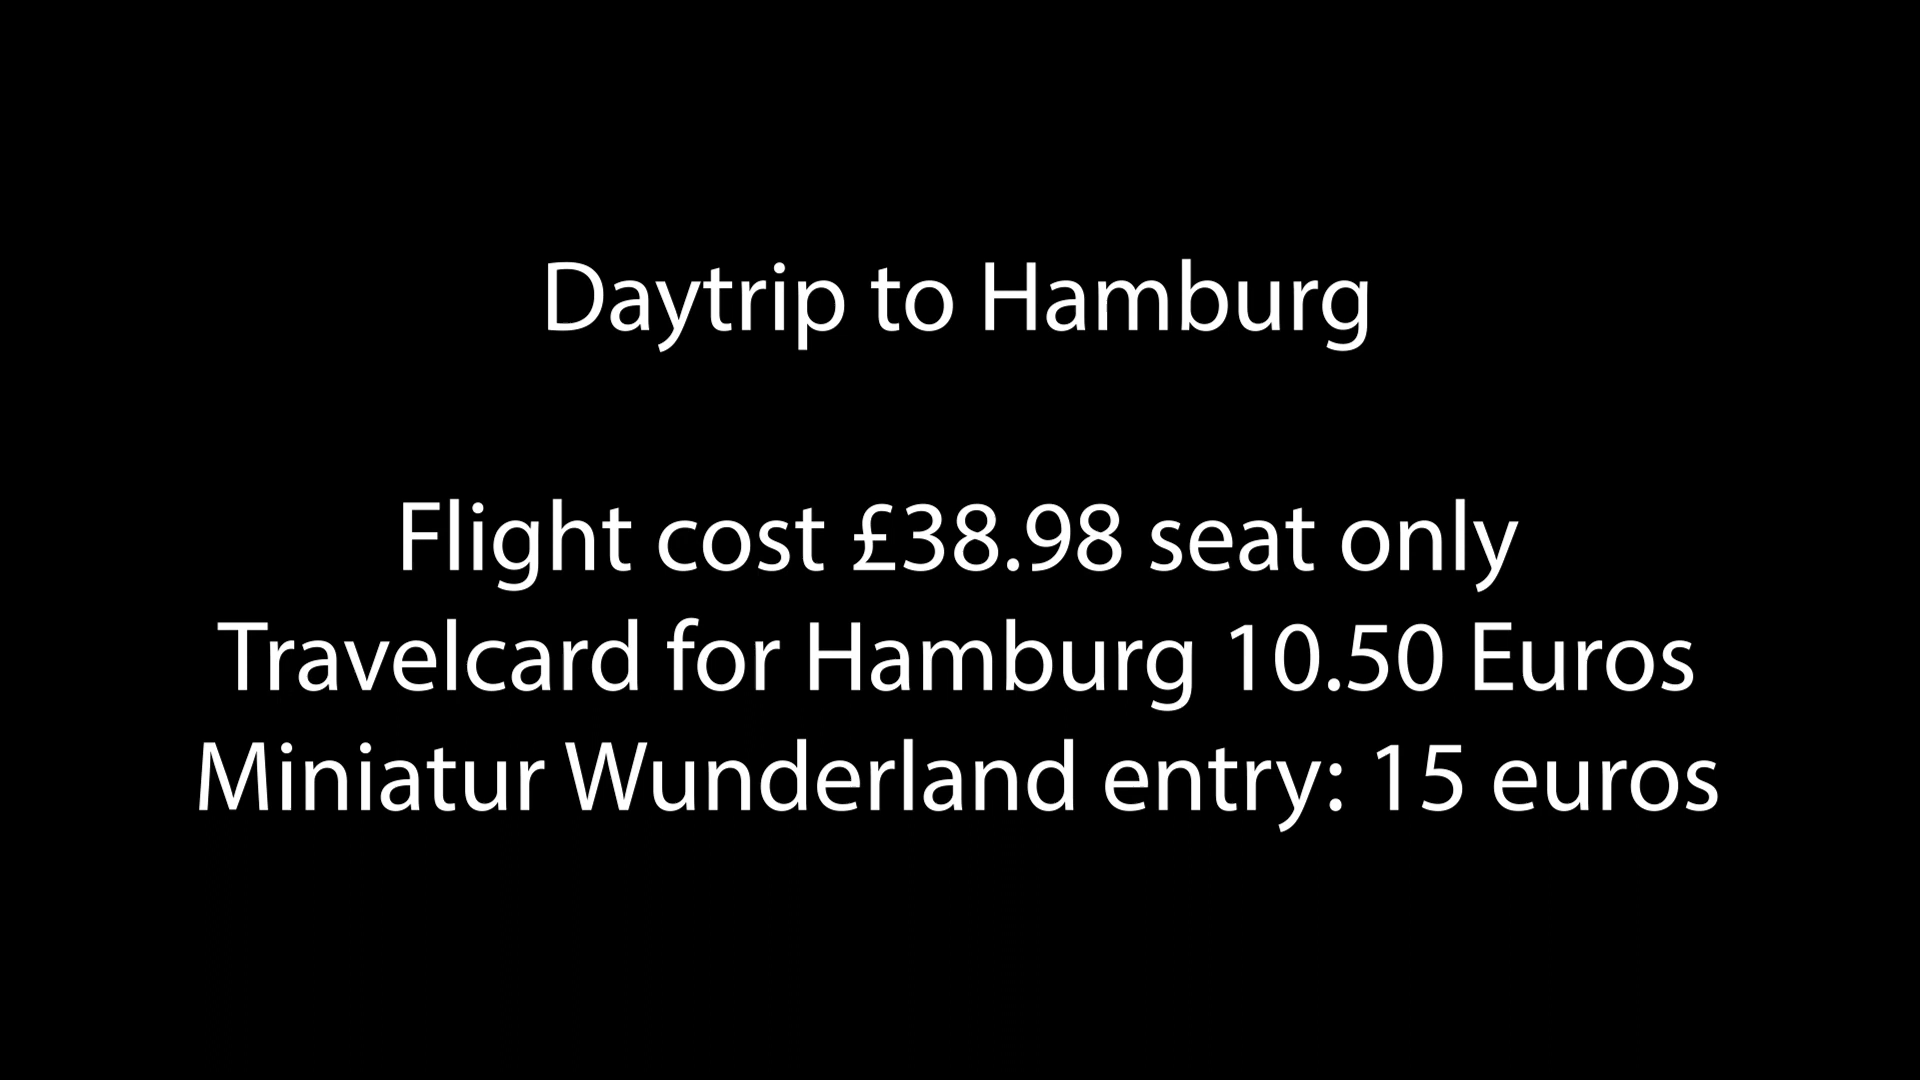 Daytrip to Hamburg
Flight cost £38.98 seat only
Travelcard for Hamburg 10.50 Euros
Miniatur Wunderland entry: 15 euros